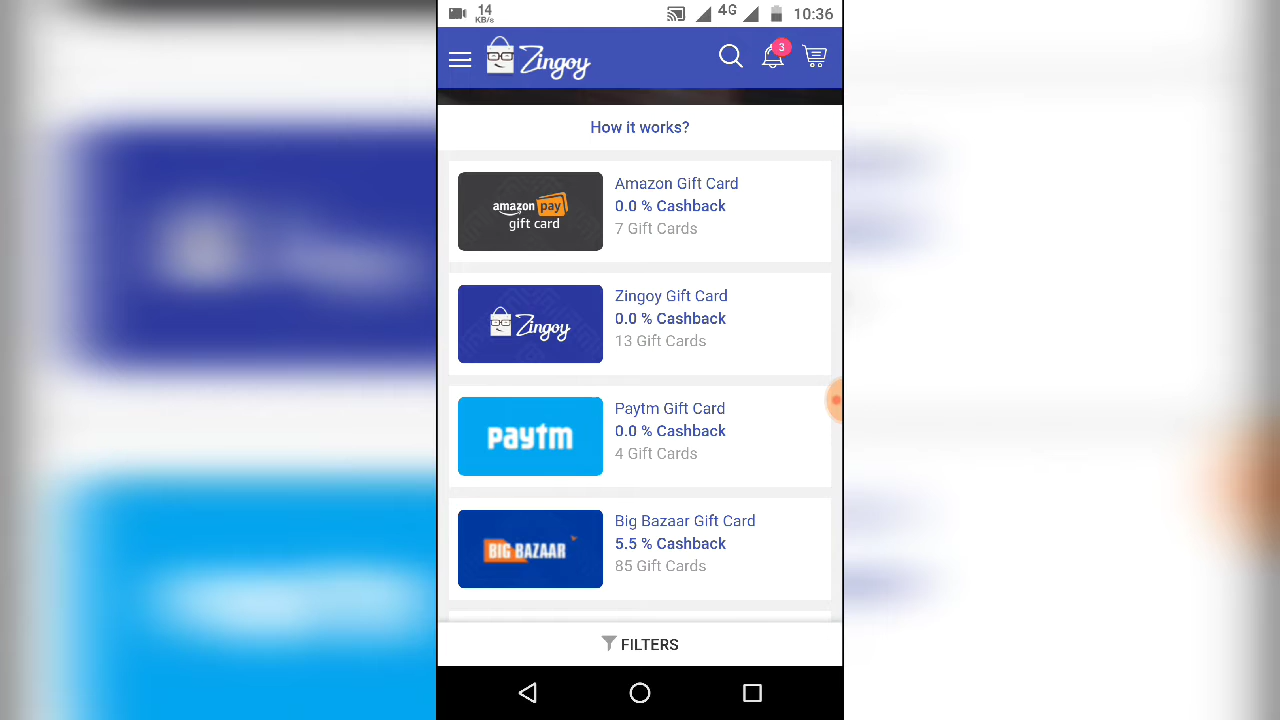 14
KB/s
4G
10:36
Zingoy
3
How it works?
amazon pay
gift card
Amazon Gift Card
0.0 % Cashback
7 Gift Cards
Zingoy
Zingoy Gift Card
0.0 % Cashback
13 Gift Cards
paytm
Paytm Gift Card
0.0 % Cashback
4 Gift Cards
BIG BAZAAR
Big Bazaar Gift Card
5.5 % Cashback
85 Gift Cards
FILTERS